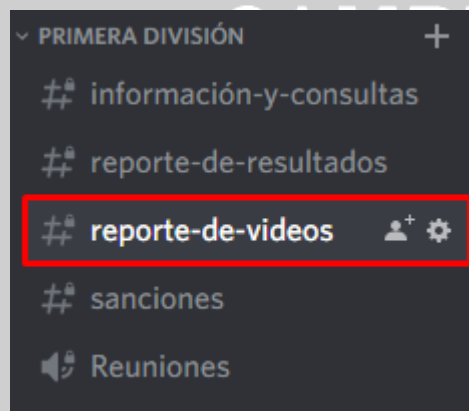 PRIMERA DIVISIÓN
información-y-consultas
reporte-de-resultados
reporte-de-videos
sanciones
Reuniones